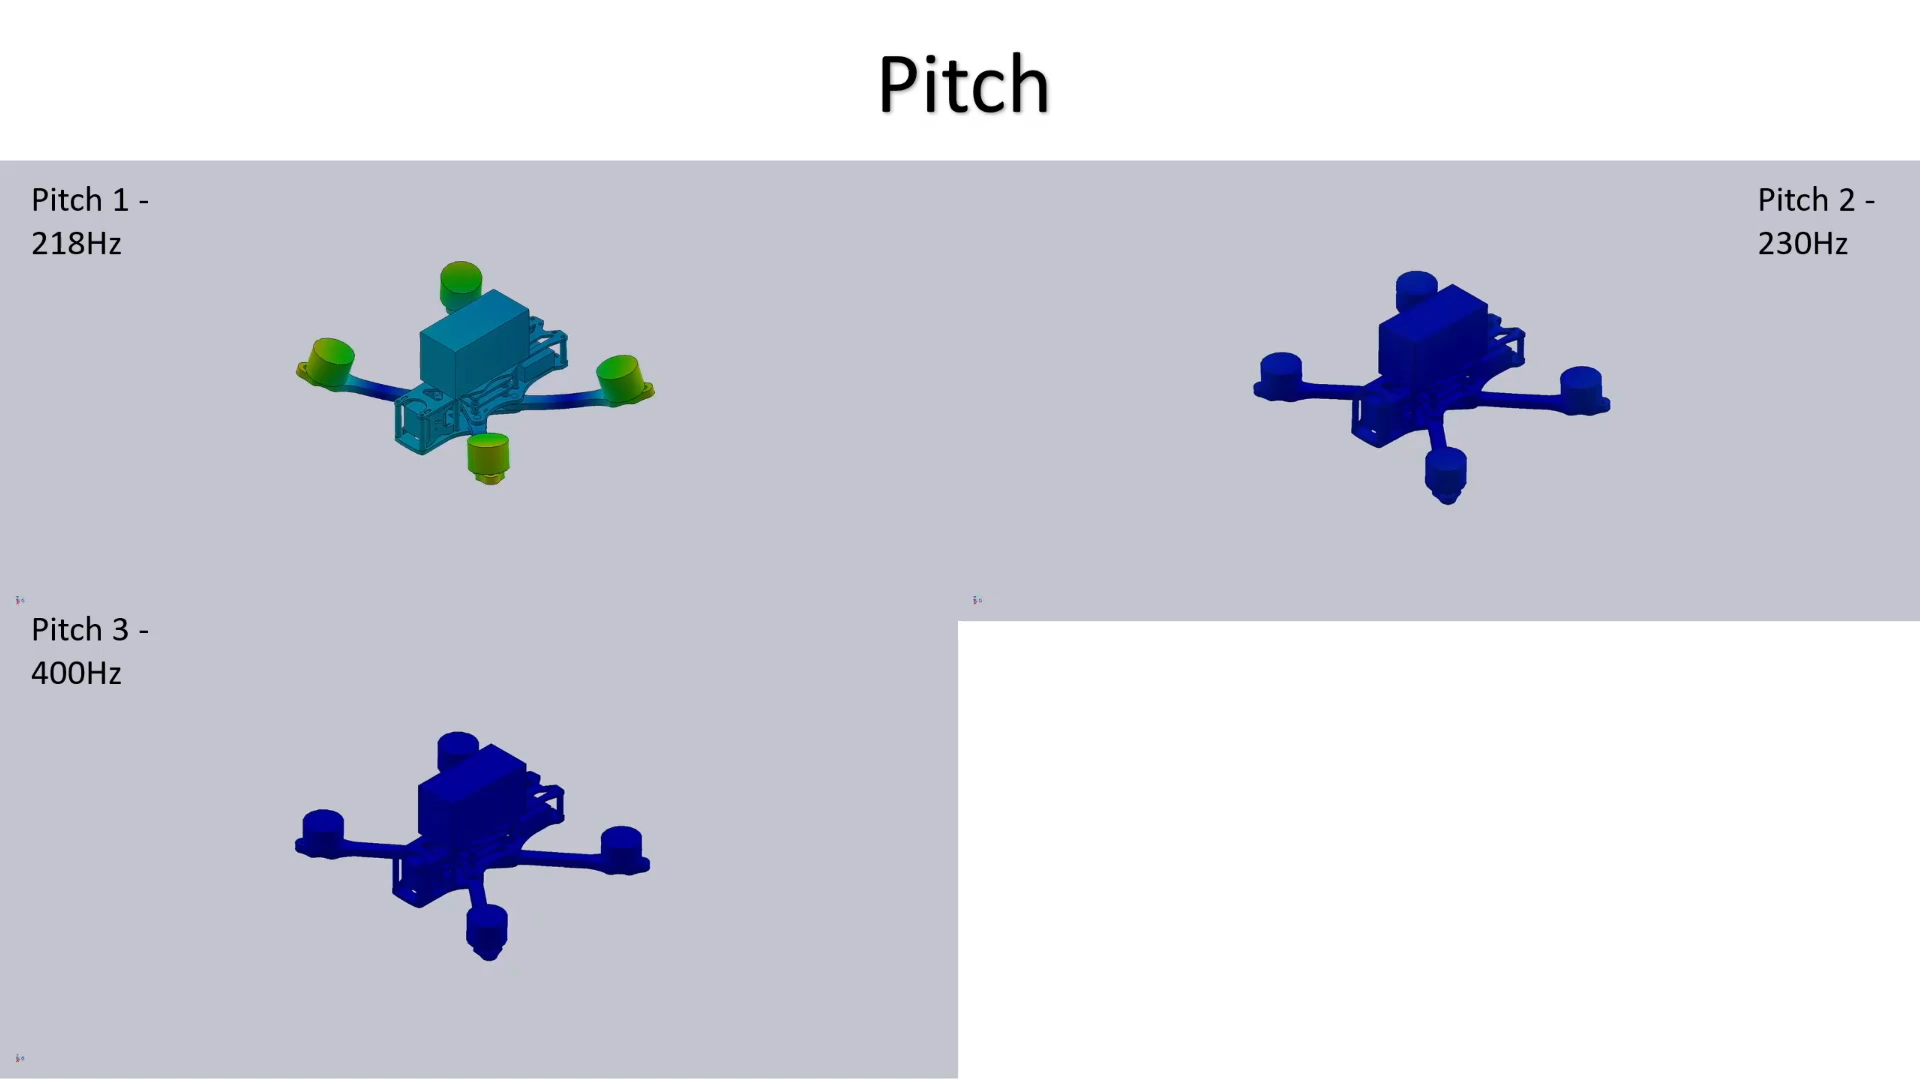 Pitch
Pitch 1 -
218Hz
Pitch 2 -
230Hz
Pitch 3 -
400Hz